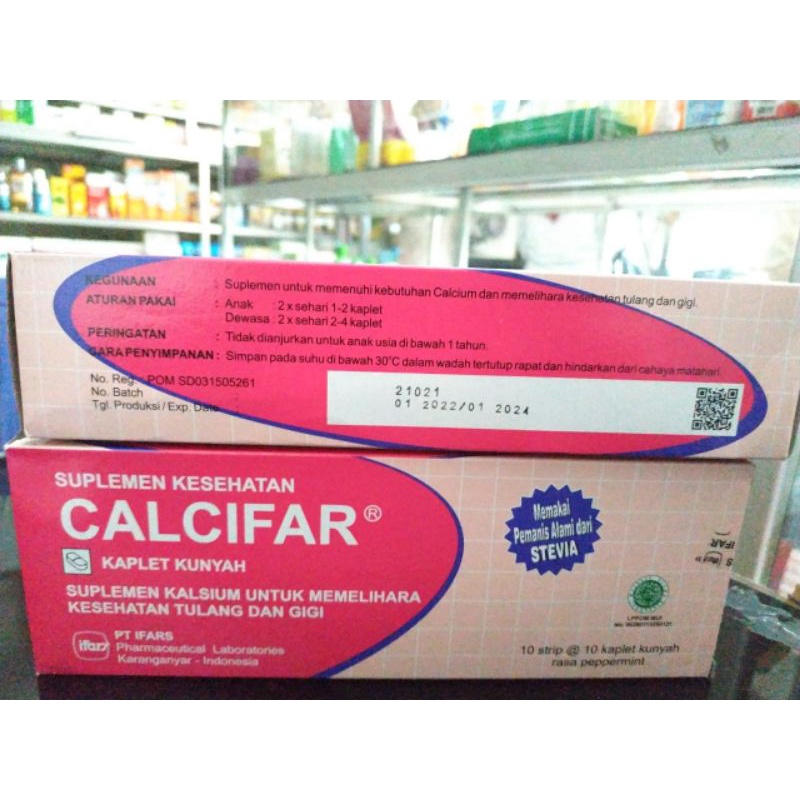 KEGUNAAN : Suplemen untuk memenuhi kebutuhan Calcium dan memelihara kesehatan tulang dan gigi.
ATURAN PAKAI : Anak : 2 x sehari 1-2 kaplet
Dewasa : 2 x sehari 2-4 kaplet
PERINGATAN : Tidak dianjurkan untuk anak usia di bawah 1 tahun.
CARA PENYIMPANAN : Simpan pada suhu di bawah 30°C dalam wadah tertutup rapat dan hindarkan dari cahaya matahari.
No. Reg. : POM SD031505261
No. Batch :
Tgl. Produksi / Exp. Date :
21021
01 2022/01 2024
SUPLEMEN KESEHATAN
CALCIFAR®
KAPLET KUNYAH
SUPLEMEN KALSIUM UNTUK MEMELIHARA
KESEHATAN TULANG DAN GIGI
ifars
PT IFARS
Pharmaceutical Laboratories
Karanganyar - Indonesia
Memakai
Pemanis Alami dari
STEVIA
LPPOM MUI
10 strip @ 10 kaplet kunyah
rasa peppermint